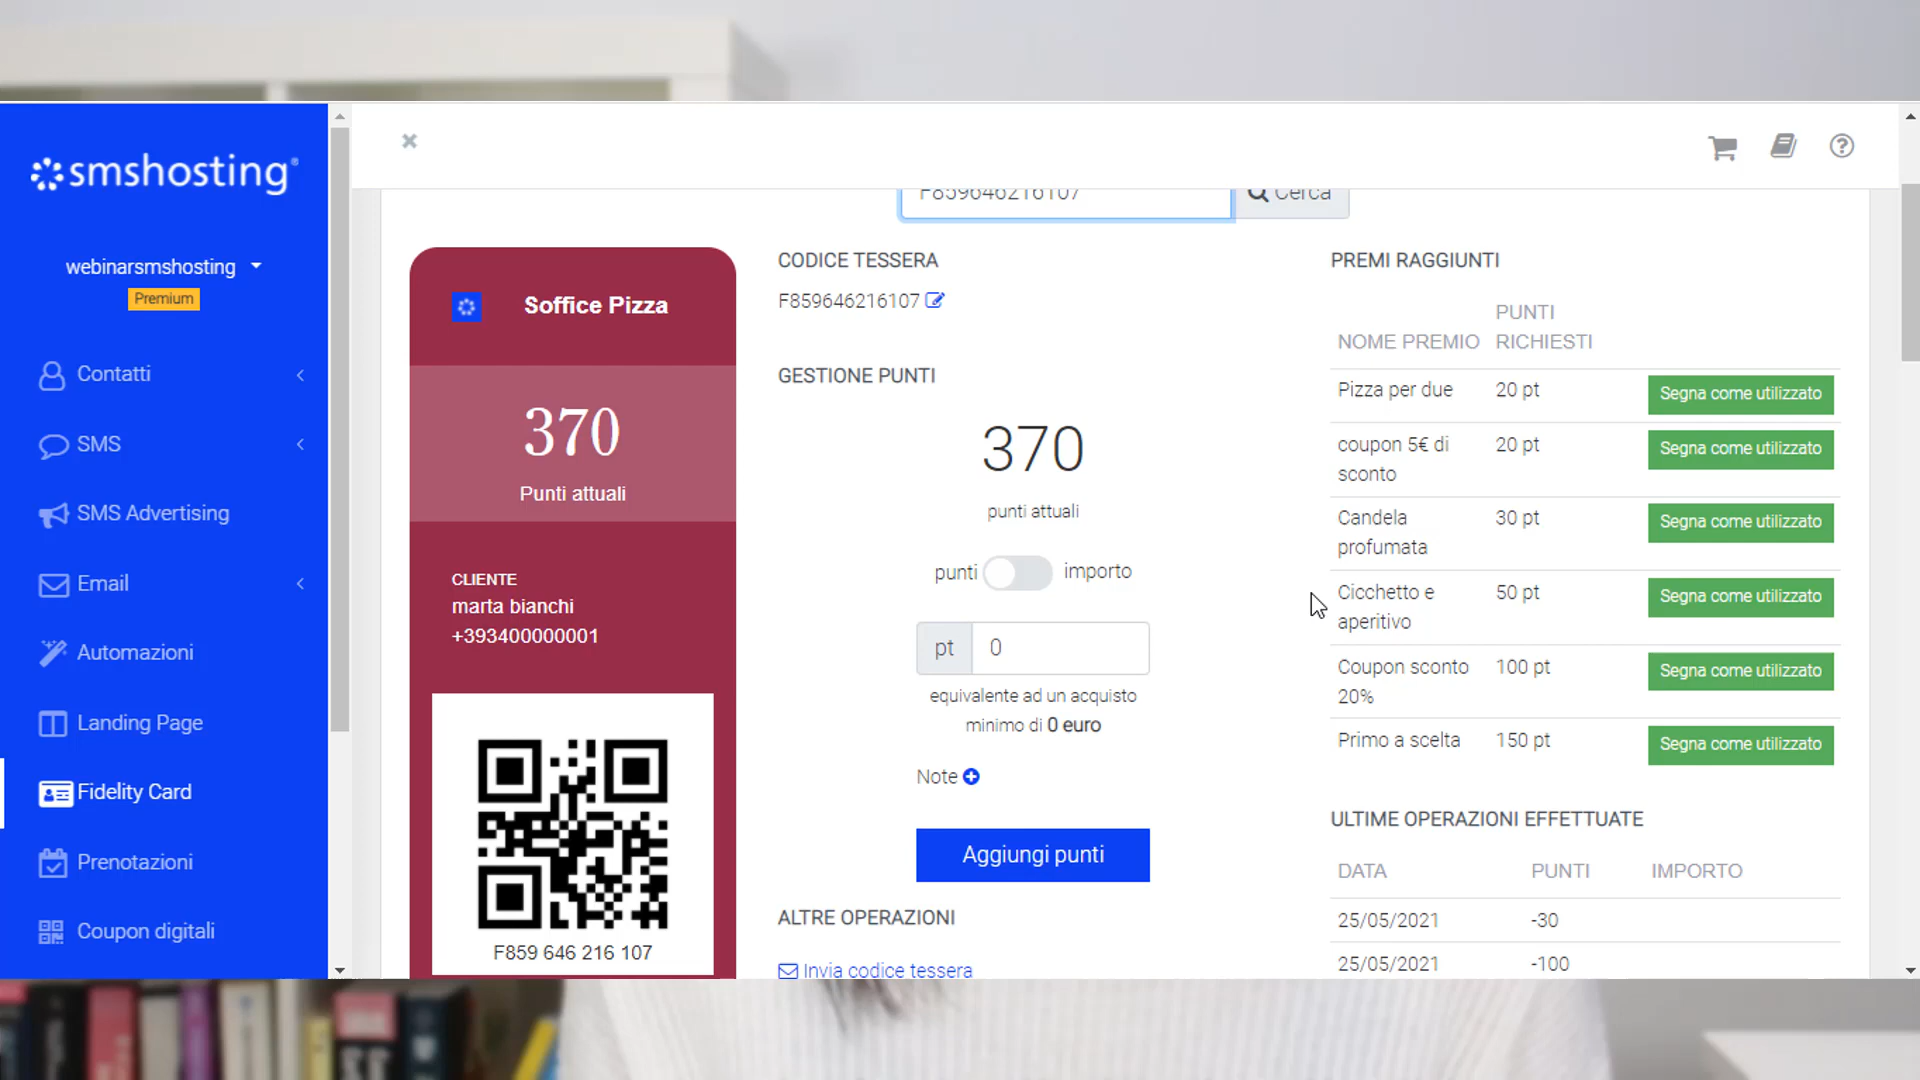 smshosting®
webinarsmshosting
Premium
Contatti
SMS
SMS Advertising
Email
Automazioni
Landing Page
Fidelity Card
Prenotazioni
Coupon digitali
F859646216107
Cerca
Soffice Pizza
370
Punti attuali
CLIENTE
marta bianchi
+393400000001
F859 646 216 107
CODICE TESSERA
F859646216107
GESTIONE PUNTI
370
punti attuali
punti importo
pt 0
equivalente ad un acquisto
minimo di 0 euro
Note
Aggiungi punti
ALTRE OPERAZIONI
Invia codice tessera
PREMI RAGGIUNTI
PUNTI
NOME PREMIO RICHIESTI
Pizza per due 20 pt Segna come utilizzato
coupon 5€ di 20 pt Segna come utilizzato
sconto
Candela 30 pt Segna come utilizzato
profumata
Cicchetto e 50 pt Segna come utilizzato
aperitivo
Coupon sconto 100 pt Segna come utilizzato
20%
Primo a scelta 150 pt Segna come utilizzato
ULTIME OPERAZIONI EFFETTUATE
DATA PUNTI IMPORTO
25/05/2021 -30
25/05/2021 -100